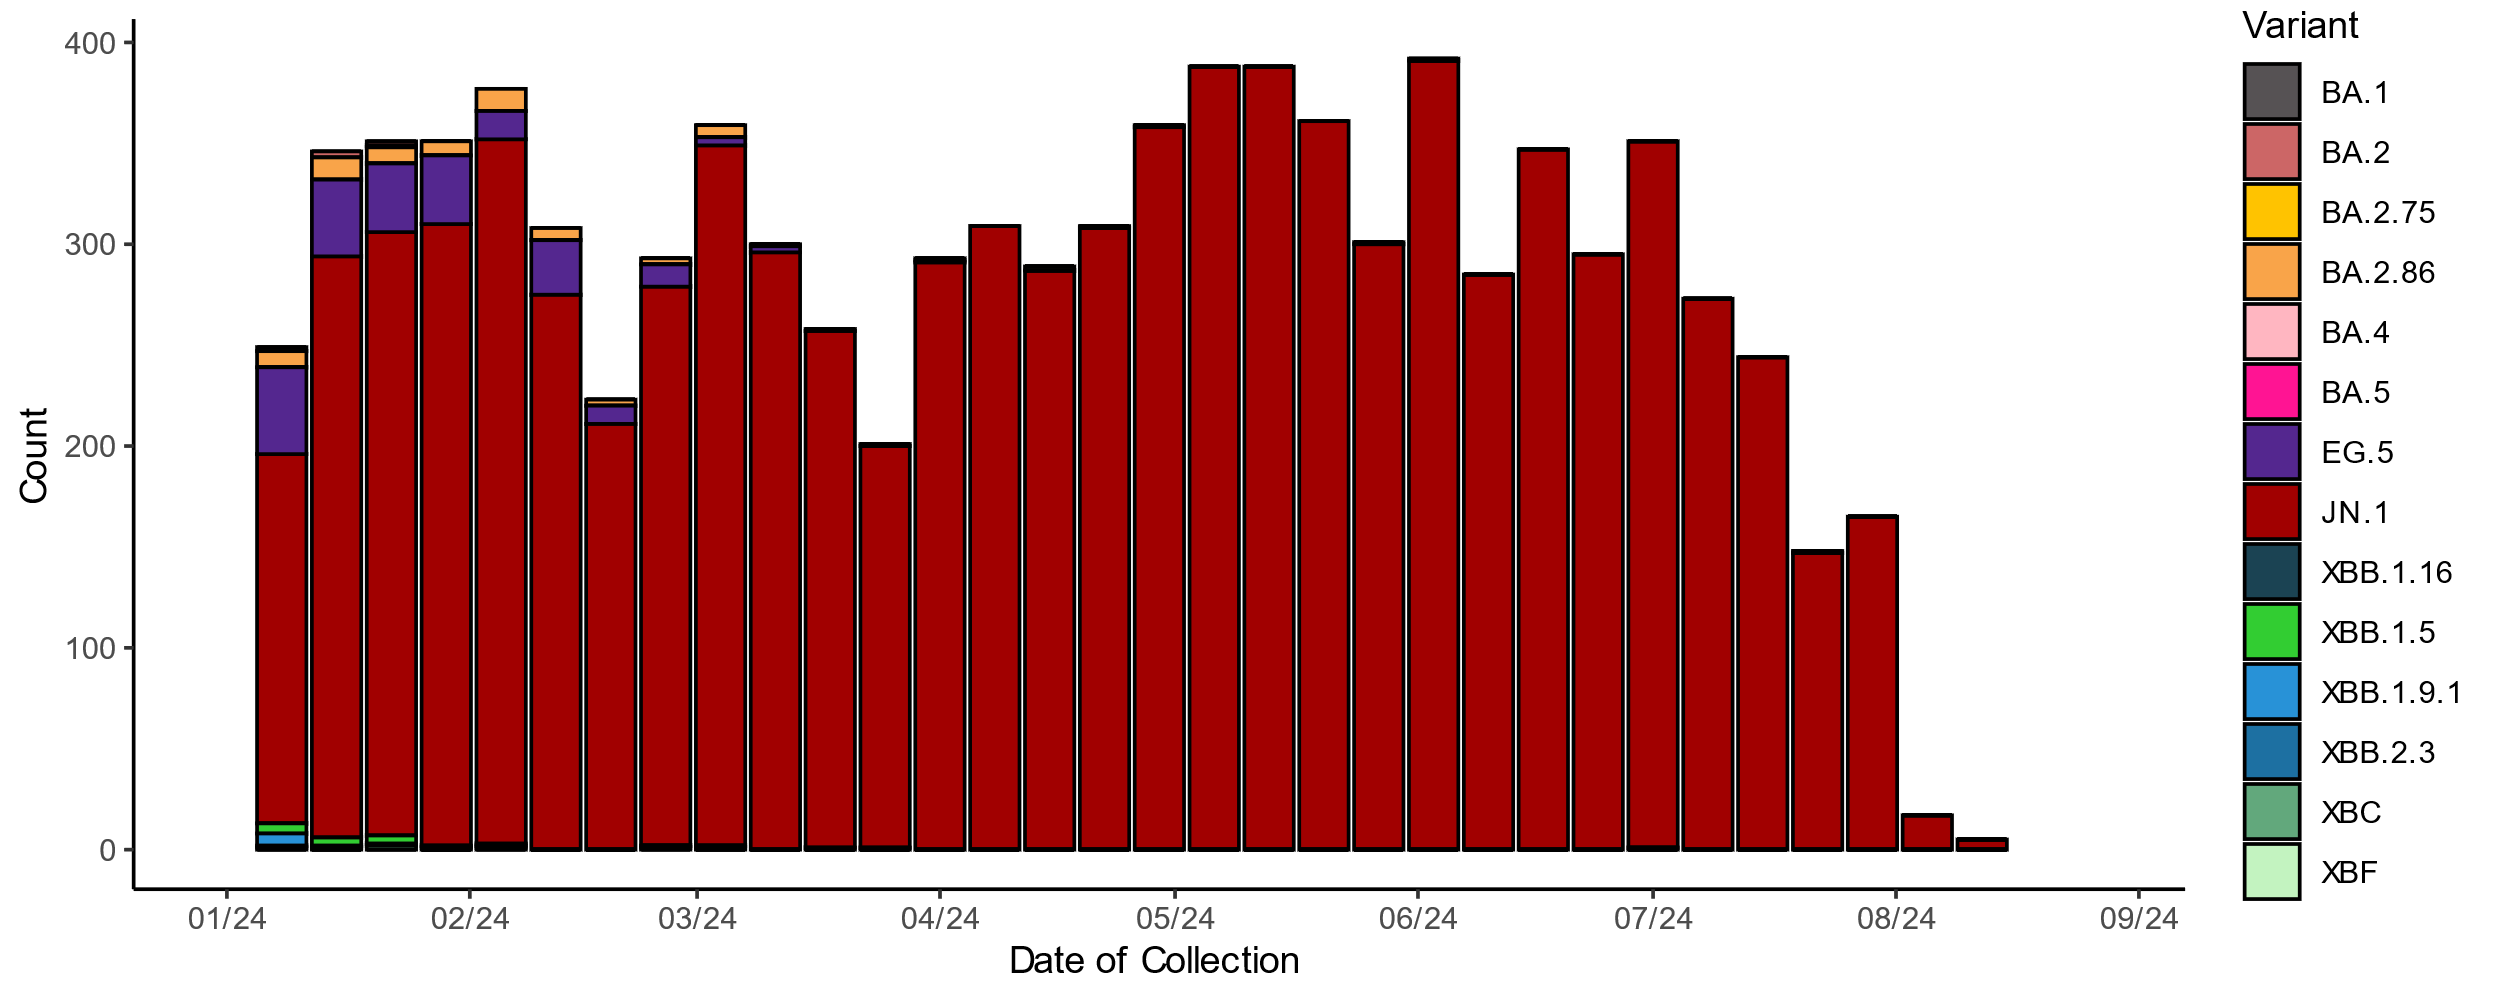 400
300
200
100
0
Count
01/24 02/24 03/24 04/24 05/24 06/24 07/24 08/24 09/24
Date of Collection
Variant
BA.1
BA.2
BA.2.75
BA.2.86
BA.4
BA.5
EG.5
JN.1
XBB.1.16
XBB.1.5
XBB.1.9.1
XBB.2.3
XBC
XBF